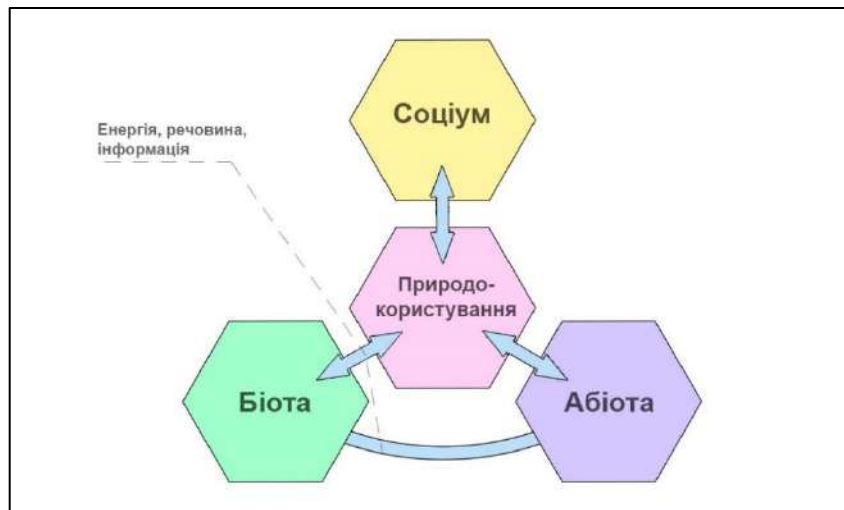 Соціум
Енергія, речовина,
інформація
Природо-
користування
Біота
Абіота